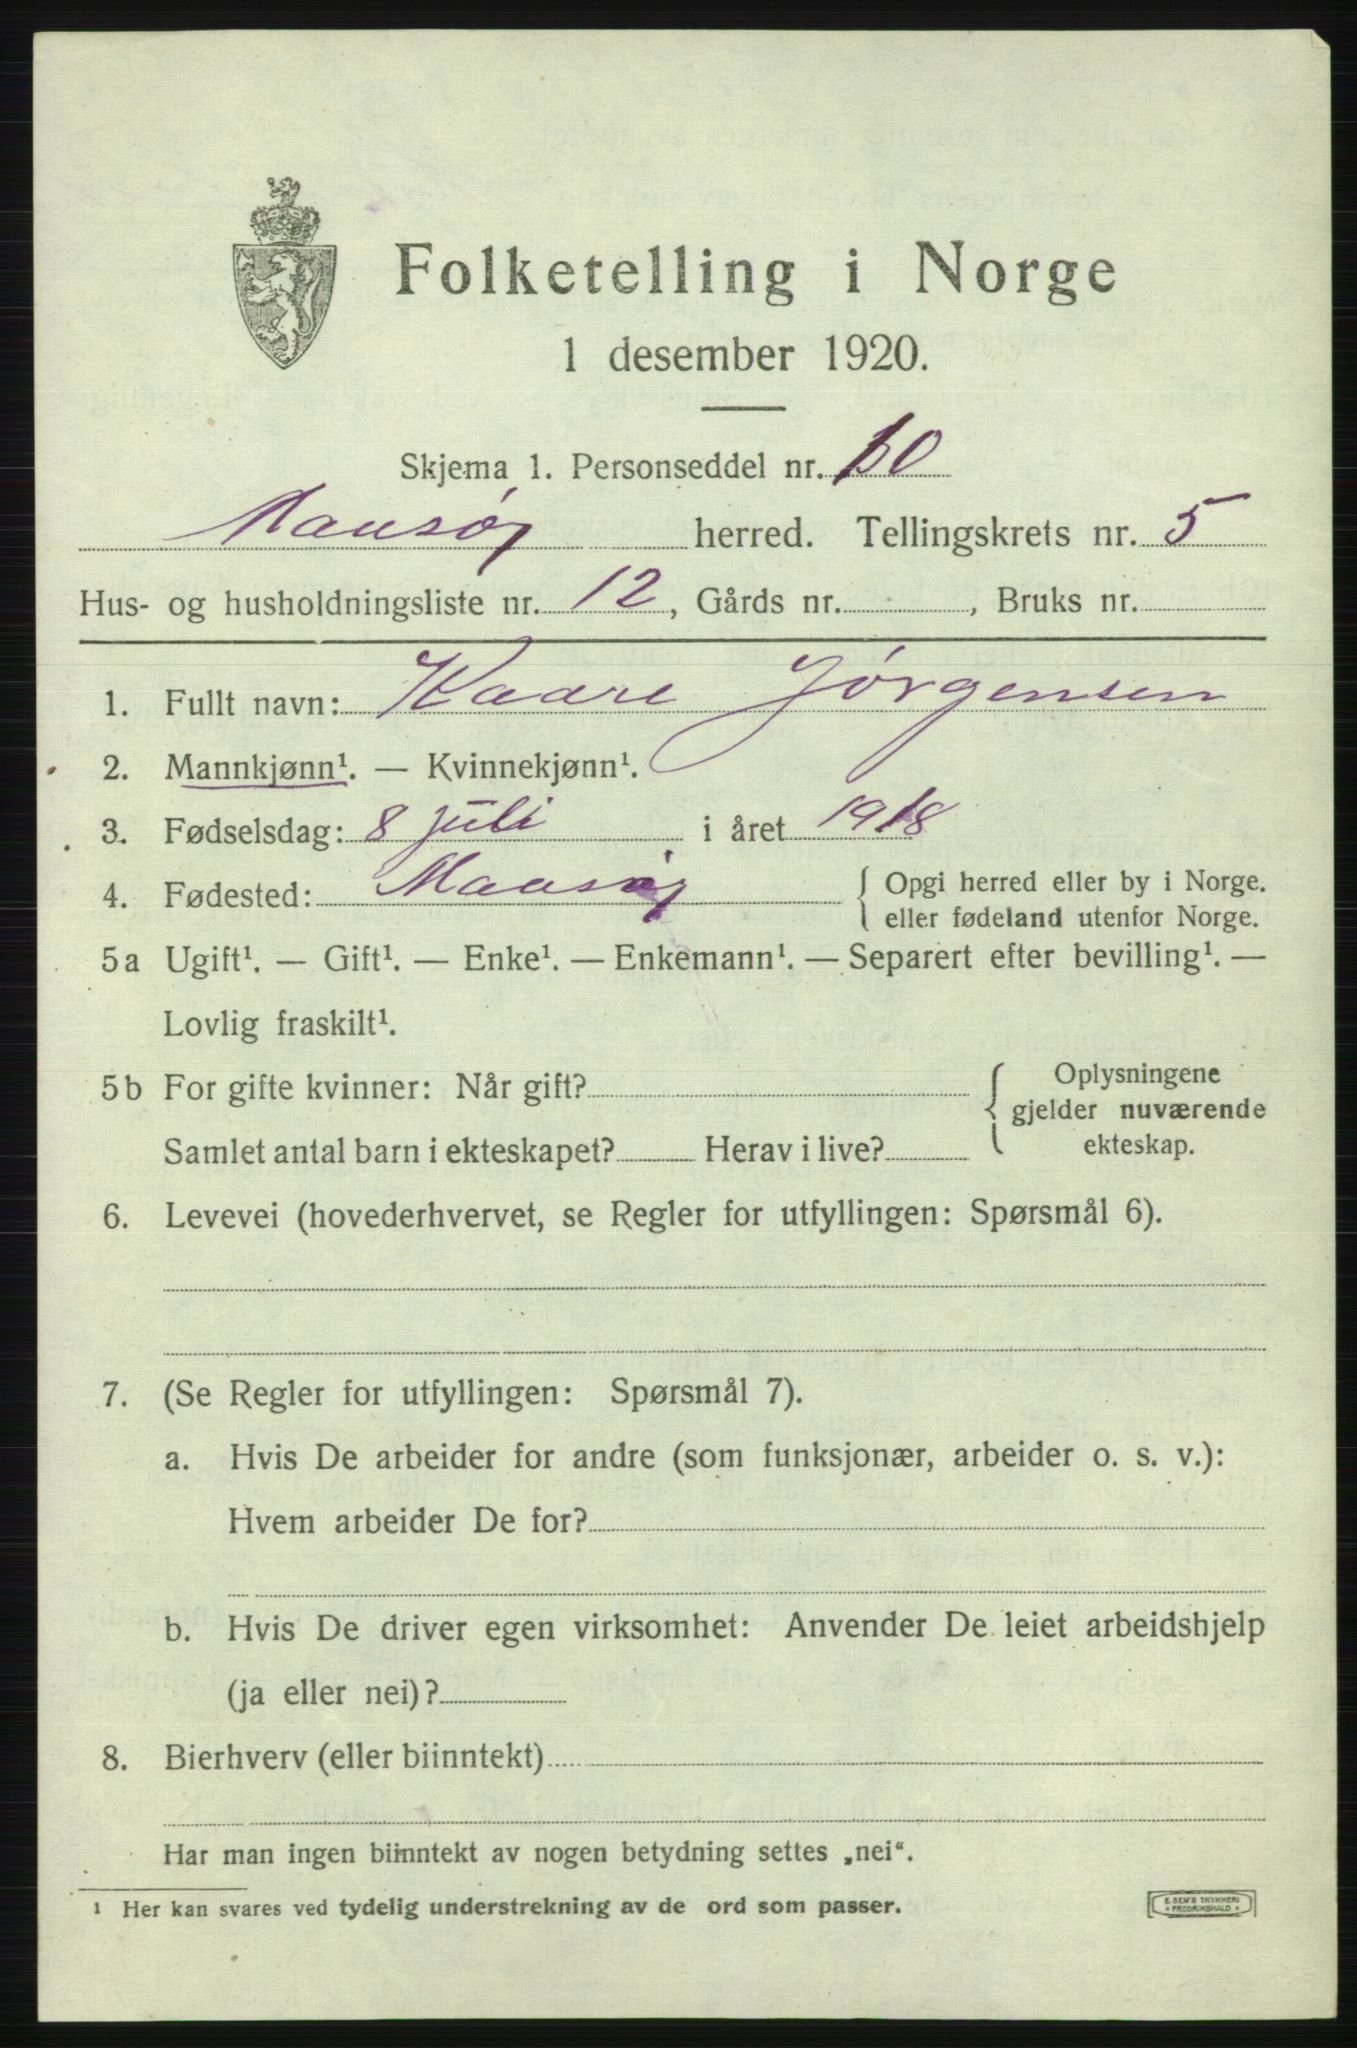 Folketelling i Norge
1 desember 1920.
Skjema 1. Personseddel nr. 10
Maasøy herred. Tellingskrets nr. 5
Hus- og husholdningsliste nr. 12, Gårds nr. , Bruks nr.
1. Fullt navn: Kaare Jørgensen
2. Mannkjønn¹. — Kvinnekjønn¹.
3. Fødselsdag: 8 juli i året 1918
4. Fødested: Maasøy { Opgi herred eller by i Norge.
eller fødeland utenfor Norge.
5a Ugift¹. — Gift¹. — Enke¹. — Enkemann¹. — Separert efter bevilling¹. —
Lovlig fraskilt¹.
5b For gifte kvinner: Når gift? { Oplysningene
gjelder nuværende
Samlet antal barn i ekteskapet? Herav i live? ekteskap.
6. Levevei (hovederhvervet, se Regler for utfyllingen: Spørsmål 6).
7. (Se Regler for utfyllingen: Spørsmål 7).
a. Hvis De arbeider for andre (som funksjonær, arbeider o. s. v.):
Hvem arbeider De for?
b. Hvis De driver egen virksomhet: Anvender De leiet arbeidshjelp
(ja eller nei)?
8. Bierhverv (eller biinntekt)
Har man ingen biinntekt av nogen betydning settes „nei“.
¹ Her kan svares ved tydelig understrekning av de ord som passer.
E. SEM'S TRYKKERI
* FREDRIKSHALD *